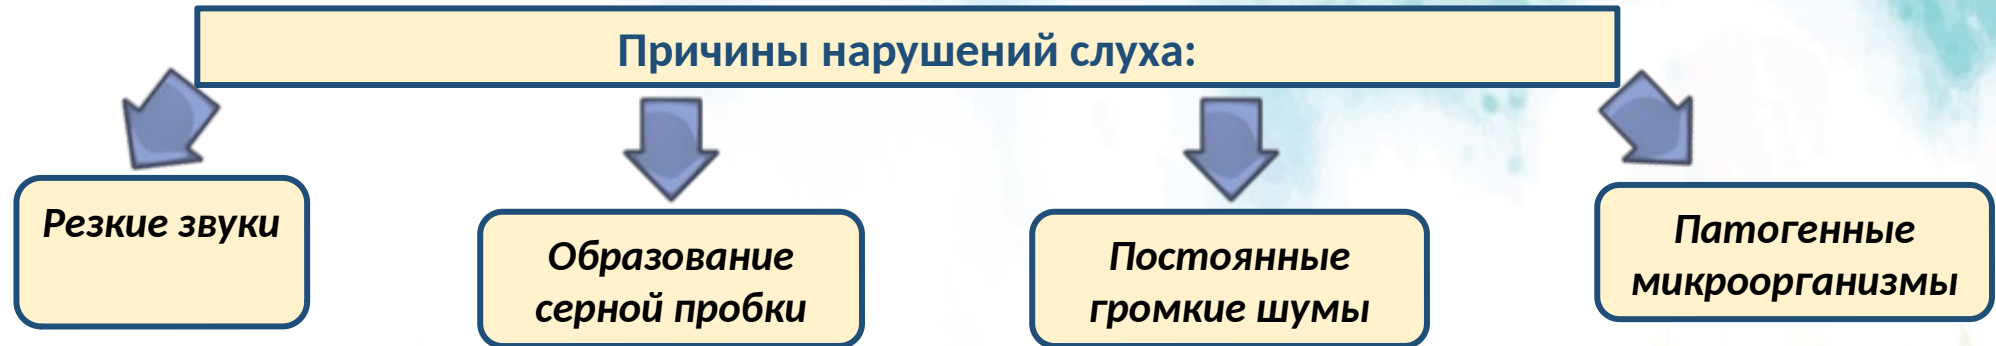 Причины нарушений слуха:
Резкие звуки
Образование
серной пробки
Постоянные
громкие шумы
Патогенные
микроорганизмы